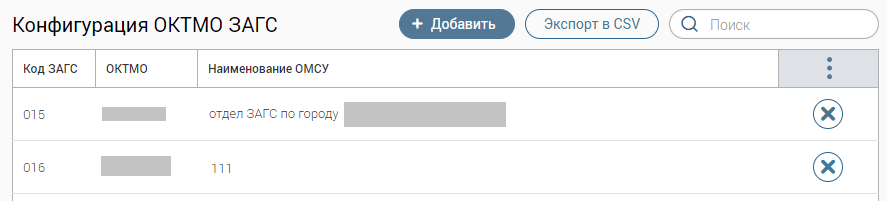 Конфигурация ОКТМО ЗАГС
+ Добавить
Экспорт в CSV
Поиск
Код ЗАГС ОКТМО Наименование ОМСУ
015 отдел ЗАГС по городу
016 111